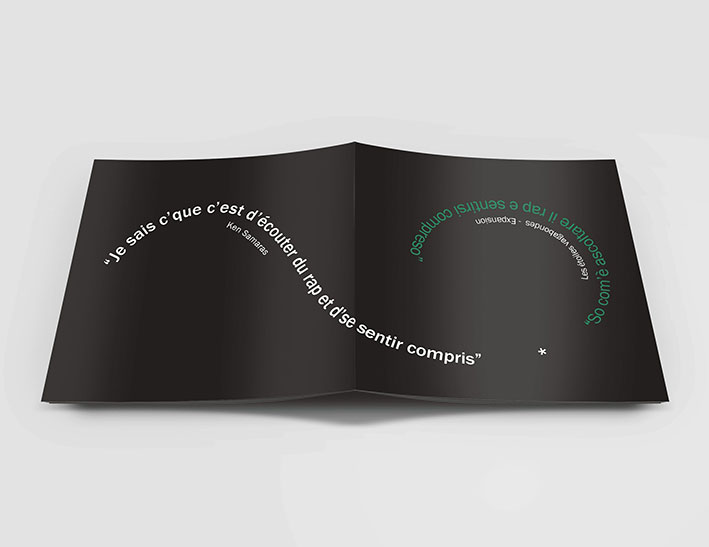 “Je sais c’que c’est d’écouter du rap et d’se sentir compris”
Ken Samaras
*
„So com’è ascoltare il rap e sentirsi compreso“
Les étoiles vagabondes - Expansion